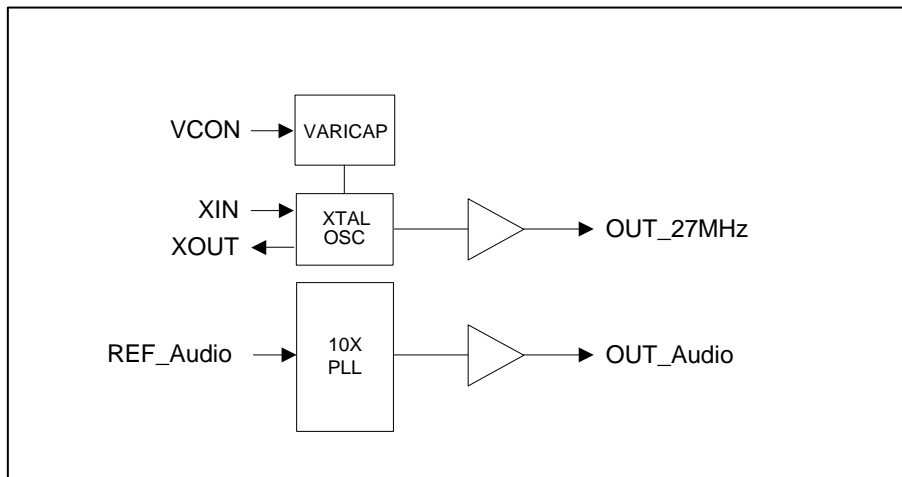 VCON
VARICAP
XIN
XOUT
XTAL
OSC
OUT_27MHz
REF_Audio
10X
PLL
OUT_Audio